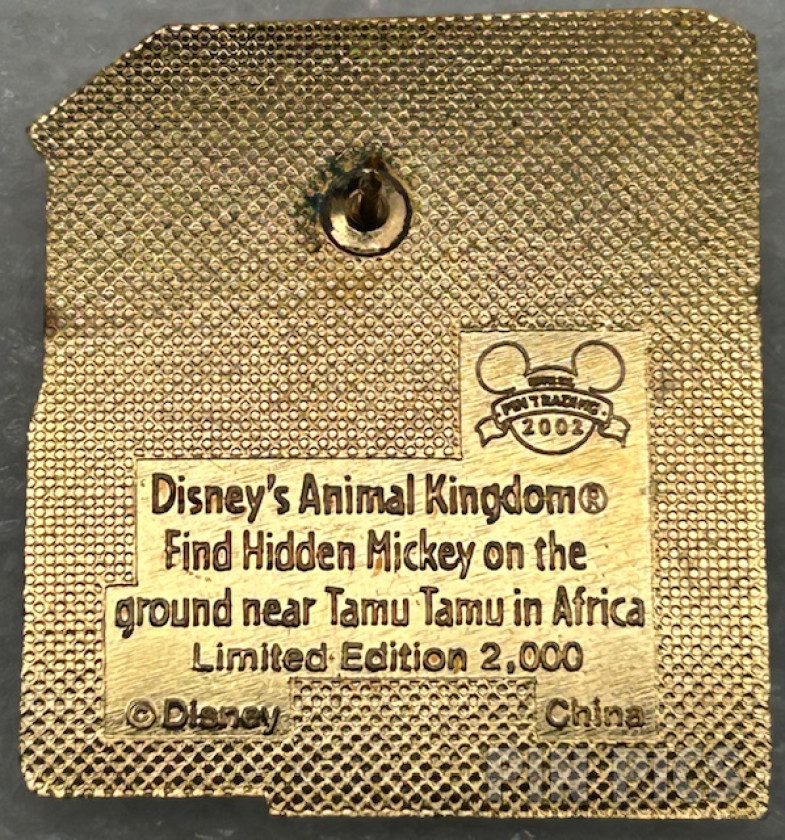 PIN TRADING
2002
Disney's Animal Kingdom®
Find Hidden Mickey on the
ground near Tamu Tamu in Africa
Limited Edition 2,000
©Disney China
PIN PICS